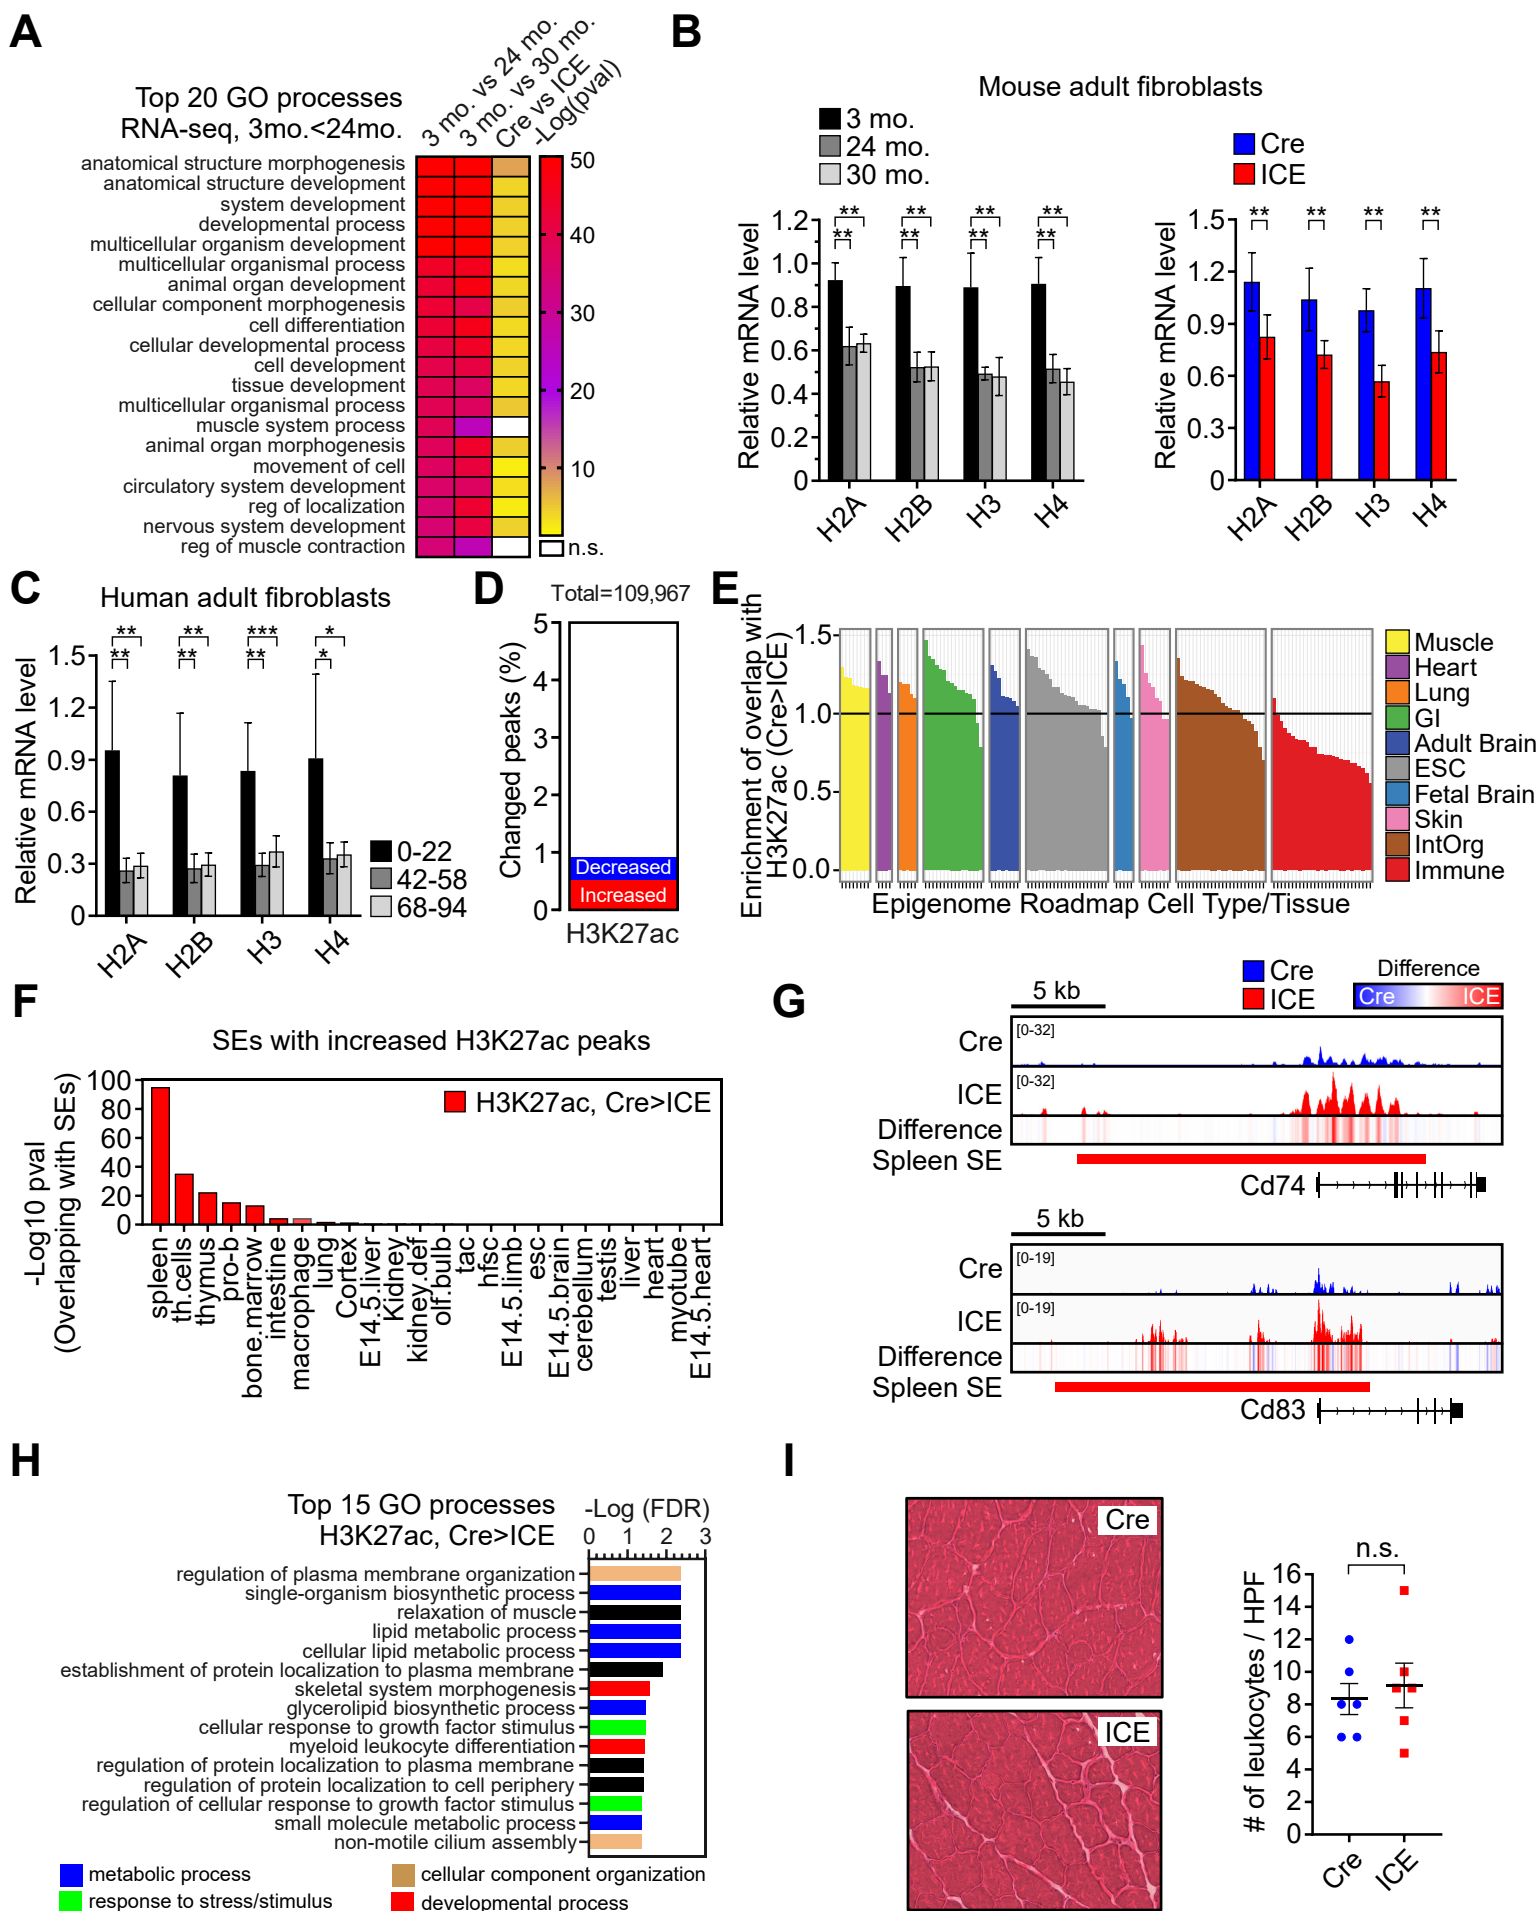 A
Top 20 GO processes
RNA-seq, 3mo.<24mo.
3 mo. vs 24 mo.
3 mo. vs 30 mo.
Cre vs ICE
-Log(pval)
anatomical structure morphogenesis
anatomical structure development
system development
developmental process
multicellular organism development
multicellular organismal process
animal organ development
cellular component morphogenesis
cell differentiation
cellular developmental process
cell development
tissue development
multicellular organismal process
muscle system process
animal organ morphogenesis
movement of cell
circulatory system development
reg of localization
nervous system development
reg of muscle contraction
50
40
30
20
10
n.s.
B
Mouse adult fibroblasts
3 mo.
24 mo.
30 mo.
Relative mRNA level
1.2
1.0
0.8
0.6
0.4
0.2
0
** ** ** **
** ** ** **
H2A H2B H3 H4
Cre
ICE
Relative mRNA level
1.5
1.2
0.9
0.6
0.3
0
** ** ** **
H2A H2B H3 H4
C
Human adult fibroblasts
Relative mRNA level
1.5
1.2
0.9
0.6
0.3
0
** ** *** *
** ** ** *
H2A H2B H3 H4
0-22
42-58
68-94
D
Total=109,967
Changed peaks (%)
5
4
3
2
1
0
Decreased
Increased
H3K27ac
E
Enrichment of overlap with
H3K27ac (Cre>ICE)
1.5
1.0
0.5
0.0
Epigenome Roadmap Cell Type/Tissue
Muscle
Heart
Lung
GI
Adult Brain
ESC
Fetal Brain
Skin
IntOrg
Immune
F
SEs with increased H3K27ac peaks
-Log10 pval
(Overlapping with SEs)
100
80
60
40
20
0
H3K27ac, Cre>ICE
spleen
th.cells
thymus
pro-b
bone.marrow
intestine
macrophage
lung
Cortex
E14.5.liver
Kidney
kidney.def
olf.bulb
tac
hfsc
E14.5.limb
esc
E14.5.brain
cerebellum
testis
liver
heart
myotube
E14.5.heart
G
Cre
ICE
Difference
Cre ICE
5 kb
Cre
[0-32]
ICE
[0-32]
Difference
Spleen SE
Cd74
5 kb
Cre
[0-19]
ICE
[0-19]
Difference
Spleen SE
Cd83
H
Top 15 GO processes
H3K27ac, Cre>ICE
-Log (FDR)
0 1 2 3
regulation of plasma membrane organization
single-organism biosynthetic process
relaxation of muscle
lipid metabolic process
cellular lipid metabolic process
establishment of protein localization to plasma membrane
skeletal system morphogenesis
glycerolipid biosynthetic process
cellular response to growth factor stimulus
myeloid leukocyte differentiation
regulation of protein localization to plasma membrane
regulation of protein localization to cell periphery
regulation of cellular response to growth factor stimulus
small molecule metabolic process
non-motile cilium assembly
metabolic process
response to stress/stimulus
cellular component organization
developmental process
I
Cre
ICE
# of leukocytes / HPF
n.s.
16
14
12
10
8
6
4
2
0
Cre
ICE